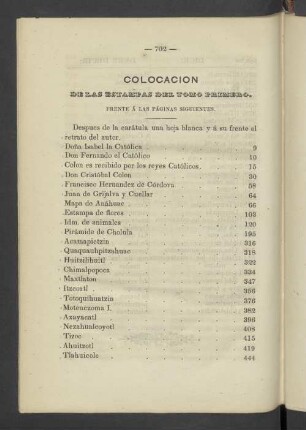 — 702 —
COLOCACION
DE LAS ESTAMPAS DEL TOMO PRIMERO.
FRENTE Á LAS PÁGINAS SIGUIENTES.
Despues de la carátula una hoja blanca y á su frente el
retrato del autor.
Doña Isabel la Católica 9
Don Fernando el Católico 10
Colon es recibido por los reyes Católicos. 15
Don Cristóbal Colon 30
Francisco Hernandez de Córdova 58
Juan de Grijalva y Cuellar 64
Mapa de Anáhuac 66
Estampa de flores 103
Idm. de animales 120
Pirámide de Cholula 195
Acamapictzin 316
Quaquauhpitzahuac 318
Huitzilihuitl 322
Chimalpopoca 334
Maxtlaton 347
Itzcoatl 356
Totoquihuatzin 376
Moteuczoma I. 382
Axayacatl 396
Nezahualcoyotl 408
Tizoc 415
Ahuitzotl 419
Tlahuicole 444